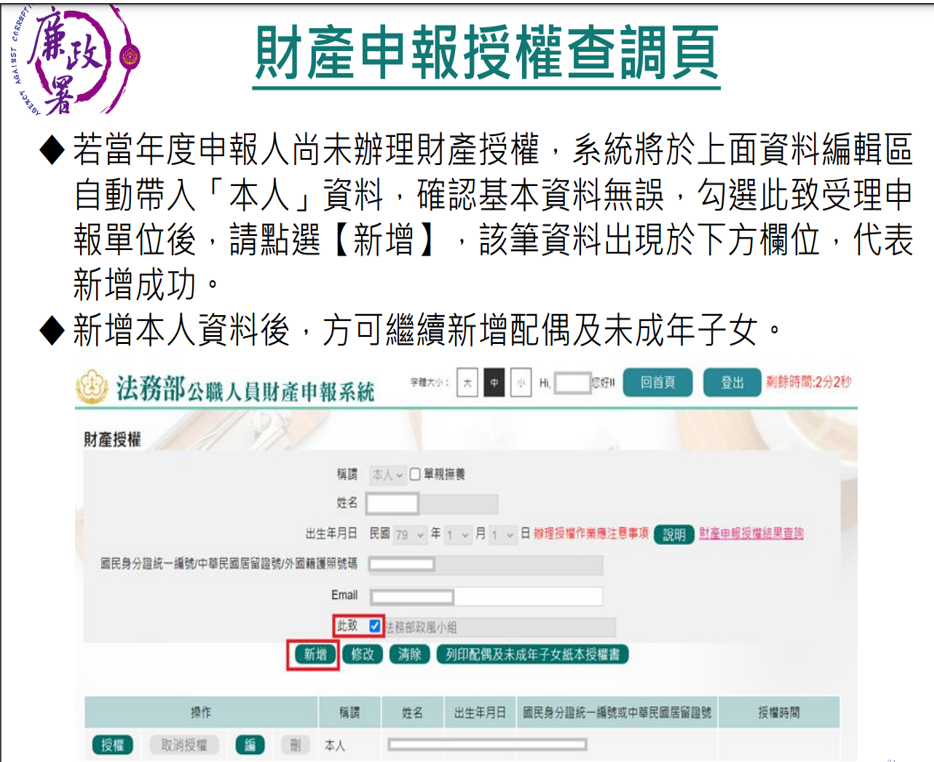 AGENCY AGAINST CORRUPTION
廉政署
財產申報授權查調頁
◆若當年度申報人尚未辦理財產授權，系統將於上面資料編輯區
自動帶入「本人」資料，確認基本資料無誤，勾選此致受理申
報單位後，請點選【新增】，該筆資料出現於下方欄位，代表
新增成功。
◆新增本人資料後，方可繼續新增配偶及未成年子女。
法務部公職人員財產申報系統 字體大小： 大 中 小 Hi, 您好!! 回首頁 登出 剩餘時間:2分2秒
財產授權
稱謂 本人 單親撫養
姓名
出生年月日 民國 79 年 1 月 1 日 辦理授權作業應注意事項 說明 財產申報授權結果查詢
國民身分證統一編號/中華民國居留證號/外國籍護照號碼
Email
此致 法務部政風小組
新增 修改 清除 列印配偶及未成年子女紙本授權書
操作 稱謂 姓名 出生年月日 國民身分證統一編號或中華民國居留證號 授權時間
授權 取消授權 編 刪 本人